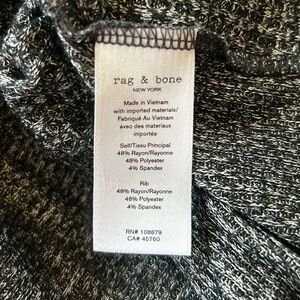 rag & bone
NEW YORK
Made in Vietnam
with imported materials/
Fabriqué Au Vietnam
avec des materiaux
importés
Self/Tissu Principal
48% Rayon/Rayonne
48% Polyester
4% Spandex
Rib
48% Rayon/Rayonne
48% Polyester
4% Spandex
RN# 108879
CA# 45760